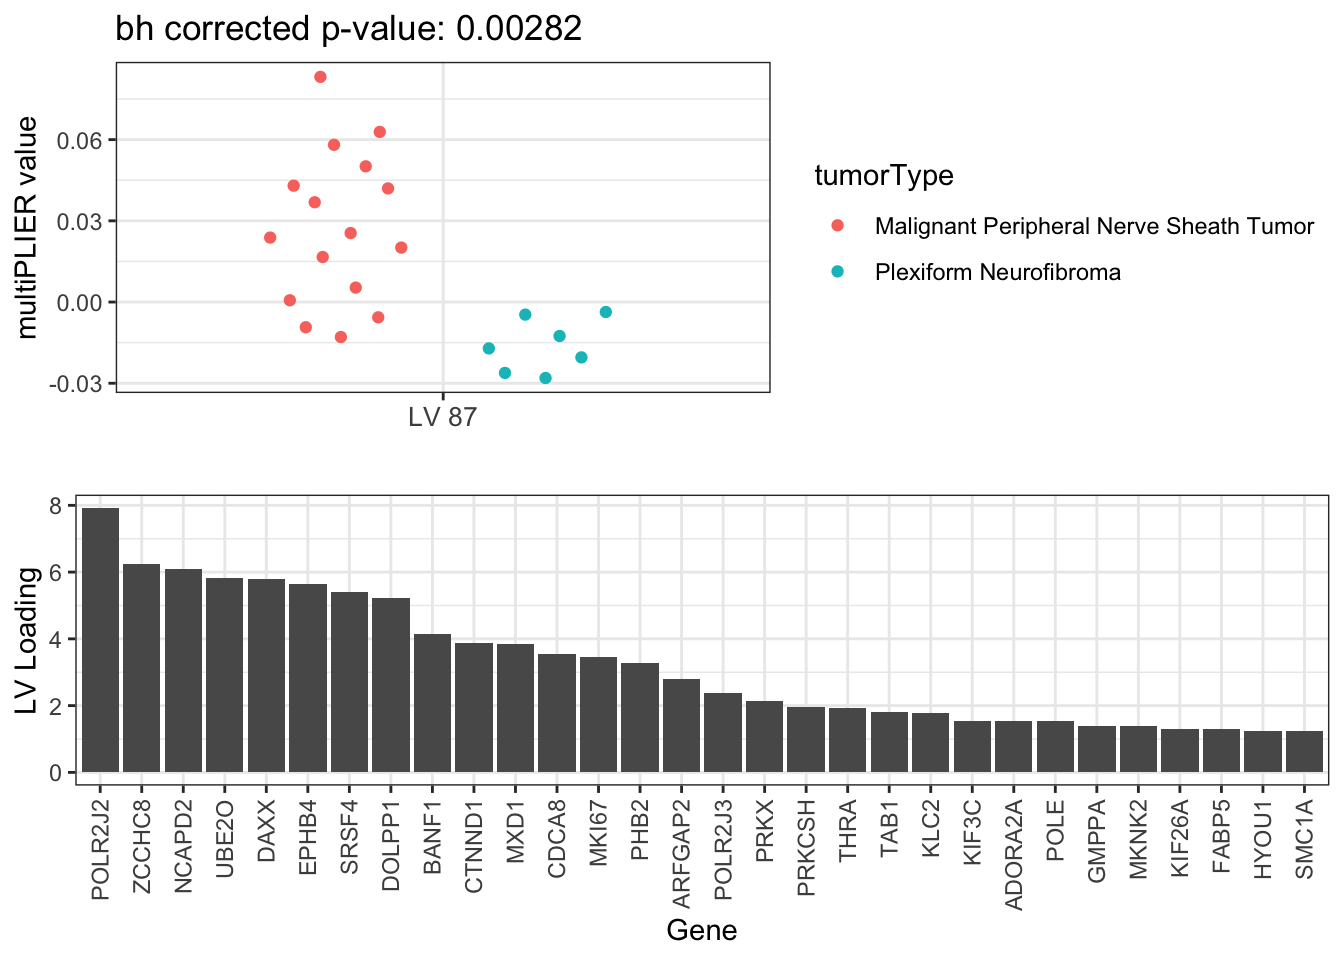 bh corrected p-value: 0.00282
multiPLIER value
0.06
0.03
0.00
-0.03
LV 87
tumorType
Malignant Peripheral Nerve Sheath Tumor
Plexiform Neurofibroma
LV Loading
8
6
4
2
0
POLR2J2
ZCCHC8
NCAPD2
UBE2O
DAXX
EPHB4
SRSF4
DOLPP1
BANF1
CTNND1
MXD1
CDCA8
MKI67
PHB2
ARFGAP2
POLR2J3
PRKX
PRKCSH
THRA
TAB1
KLC2
KIF3C
ADORA2A
POLE
GMPPA
MKNK2
KIF26A
FABP5
HYOU1
SMC1A
Gene